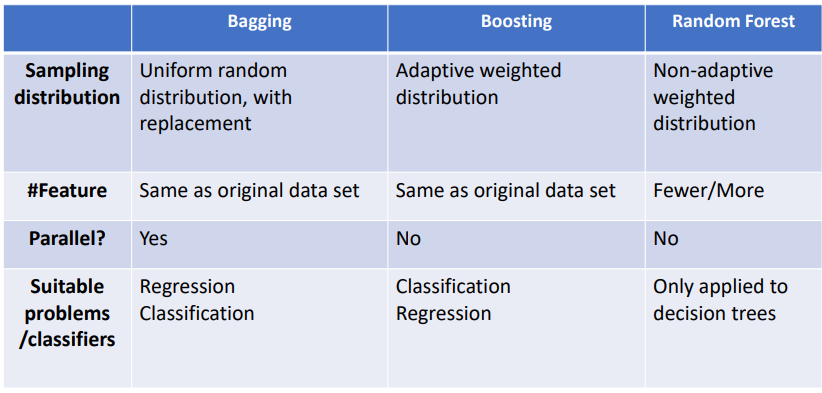 Bagging
Boosting
Random Forest
Sampling
distribution
Uniform random
distribution, with
replacement
Adaptive weighted
distribution
Non-adaptive
weighted
distribution
#Feature
Same as original data set
Same as original data set
Fewer/More
Parallel?
Yes
No
No
Suitable
problems
/classifiers
Regression
Classification
Classification
Regression
Only applied to
decision trees